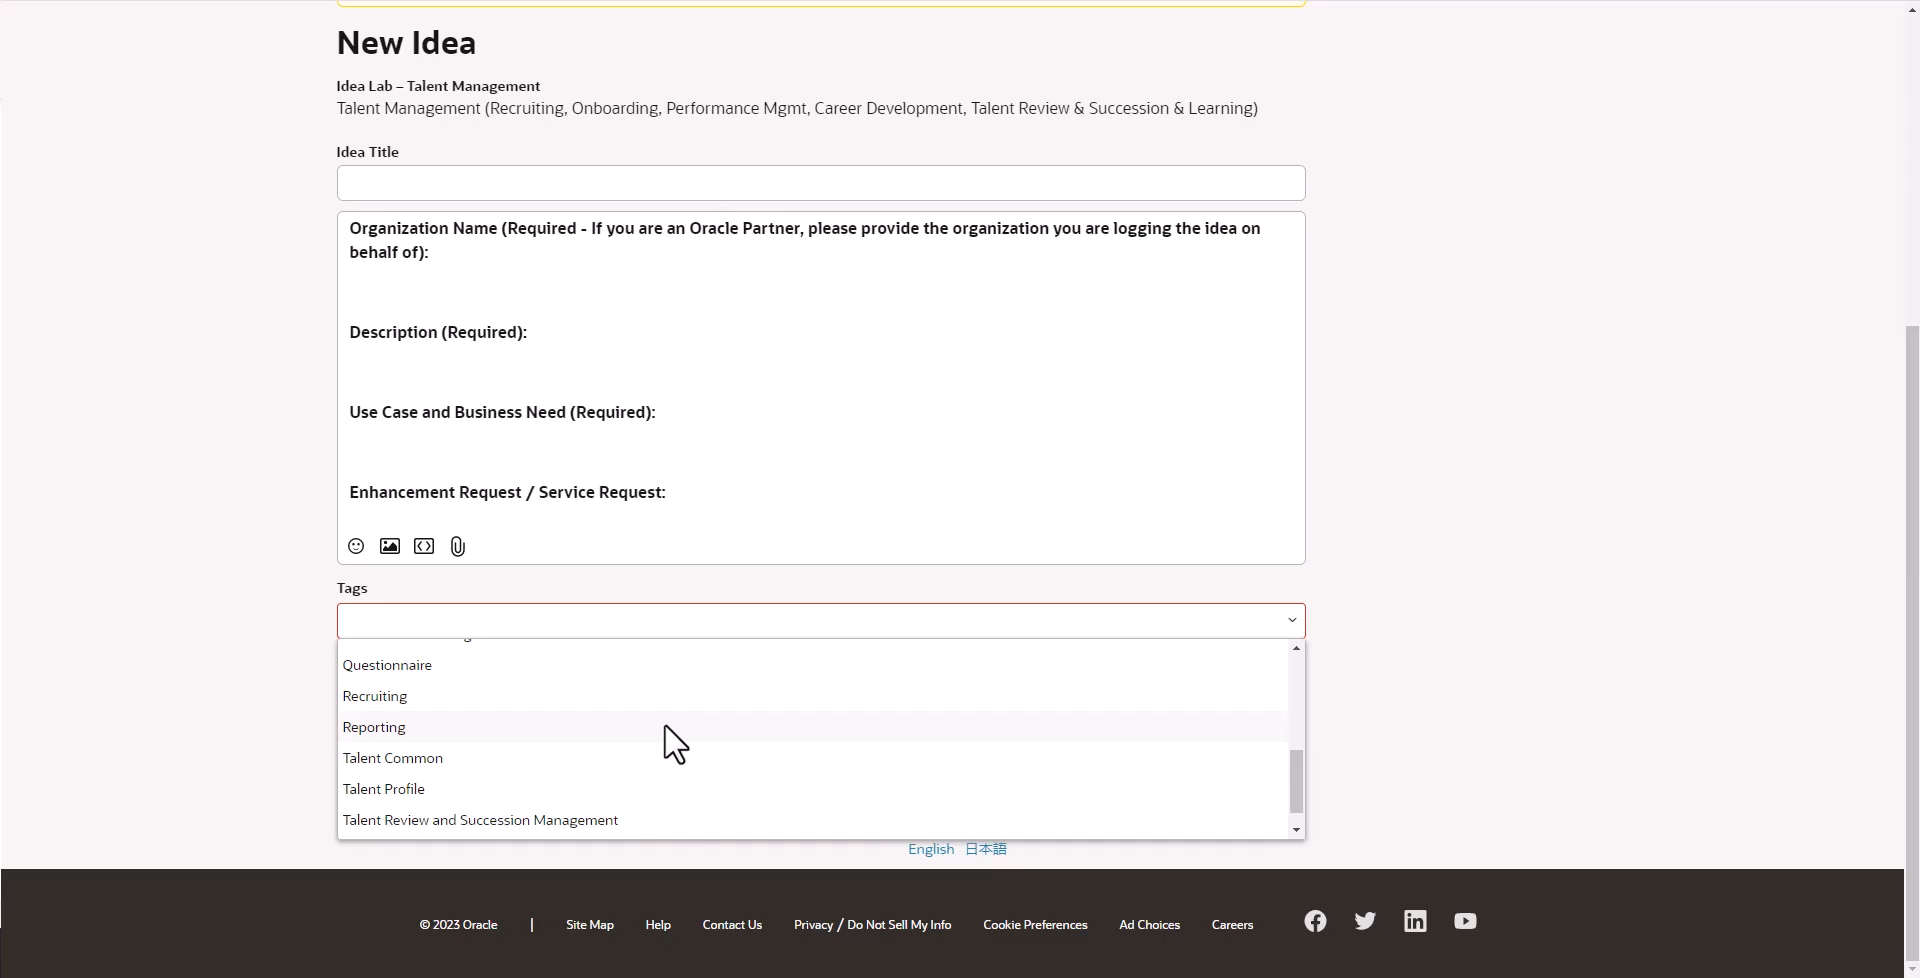 New Idea
Idea Lab – Talent Management
Talent Management (Recruiting, Onboarding, Performance Mgmt, Career Development, Talent Review & Succession & Learning)
Idea Title
Organization Name (Required - If you are an Oracle Partner, please provide the organization you are logging the idea on
behalf of):
Description (Required):
Use Case and Business Need (Required):
Enhancement Request / Service Request:
Tags
Questionnaire
Recruiting
Reporting
Talent Common
Talent Profile
Talent Review and Succession Management
English 日本語
© 2023 Oracle | Site Map Help Contact Us Privacy / Do Not Sell My Info Cookie Preferences Ad Choices Careers